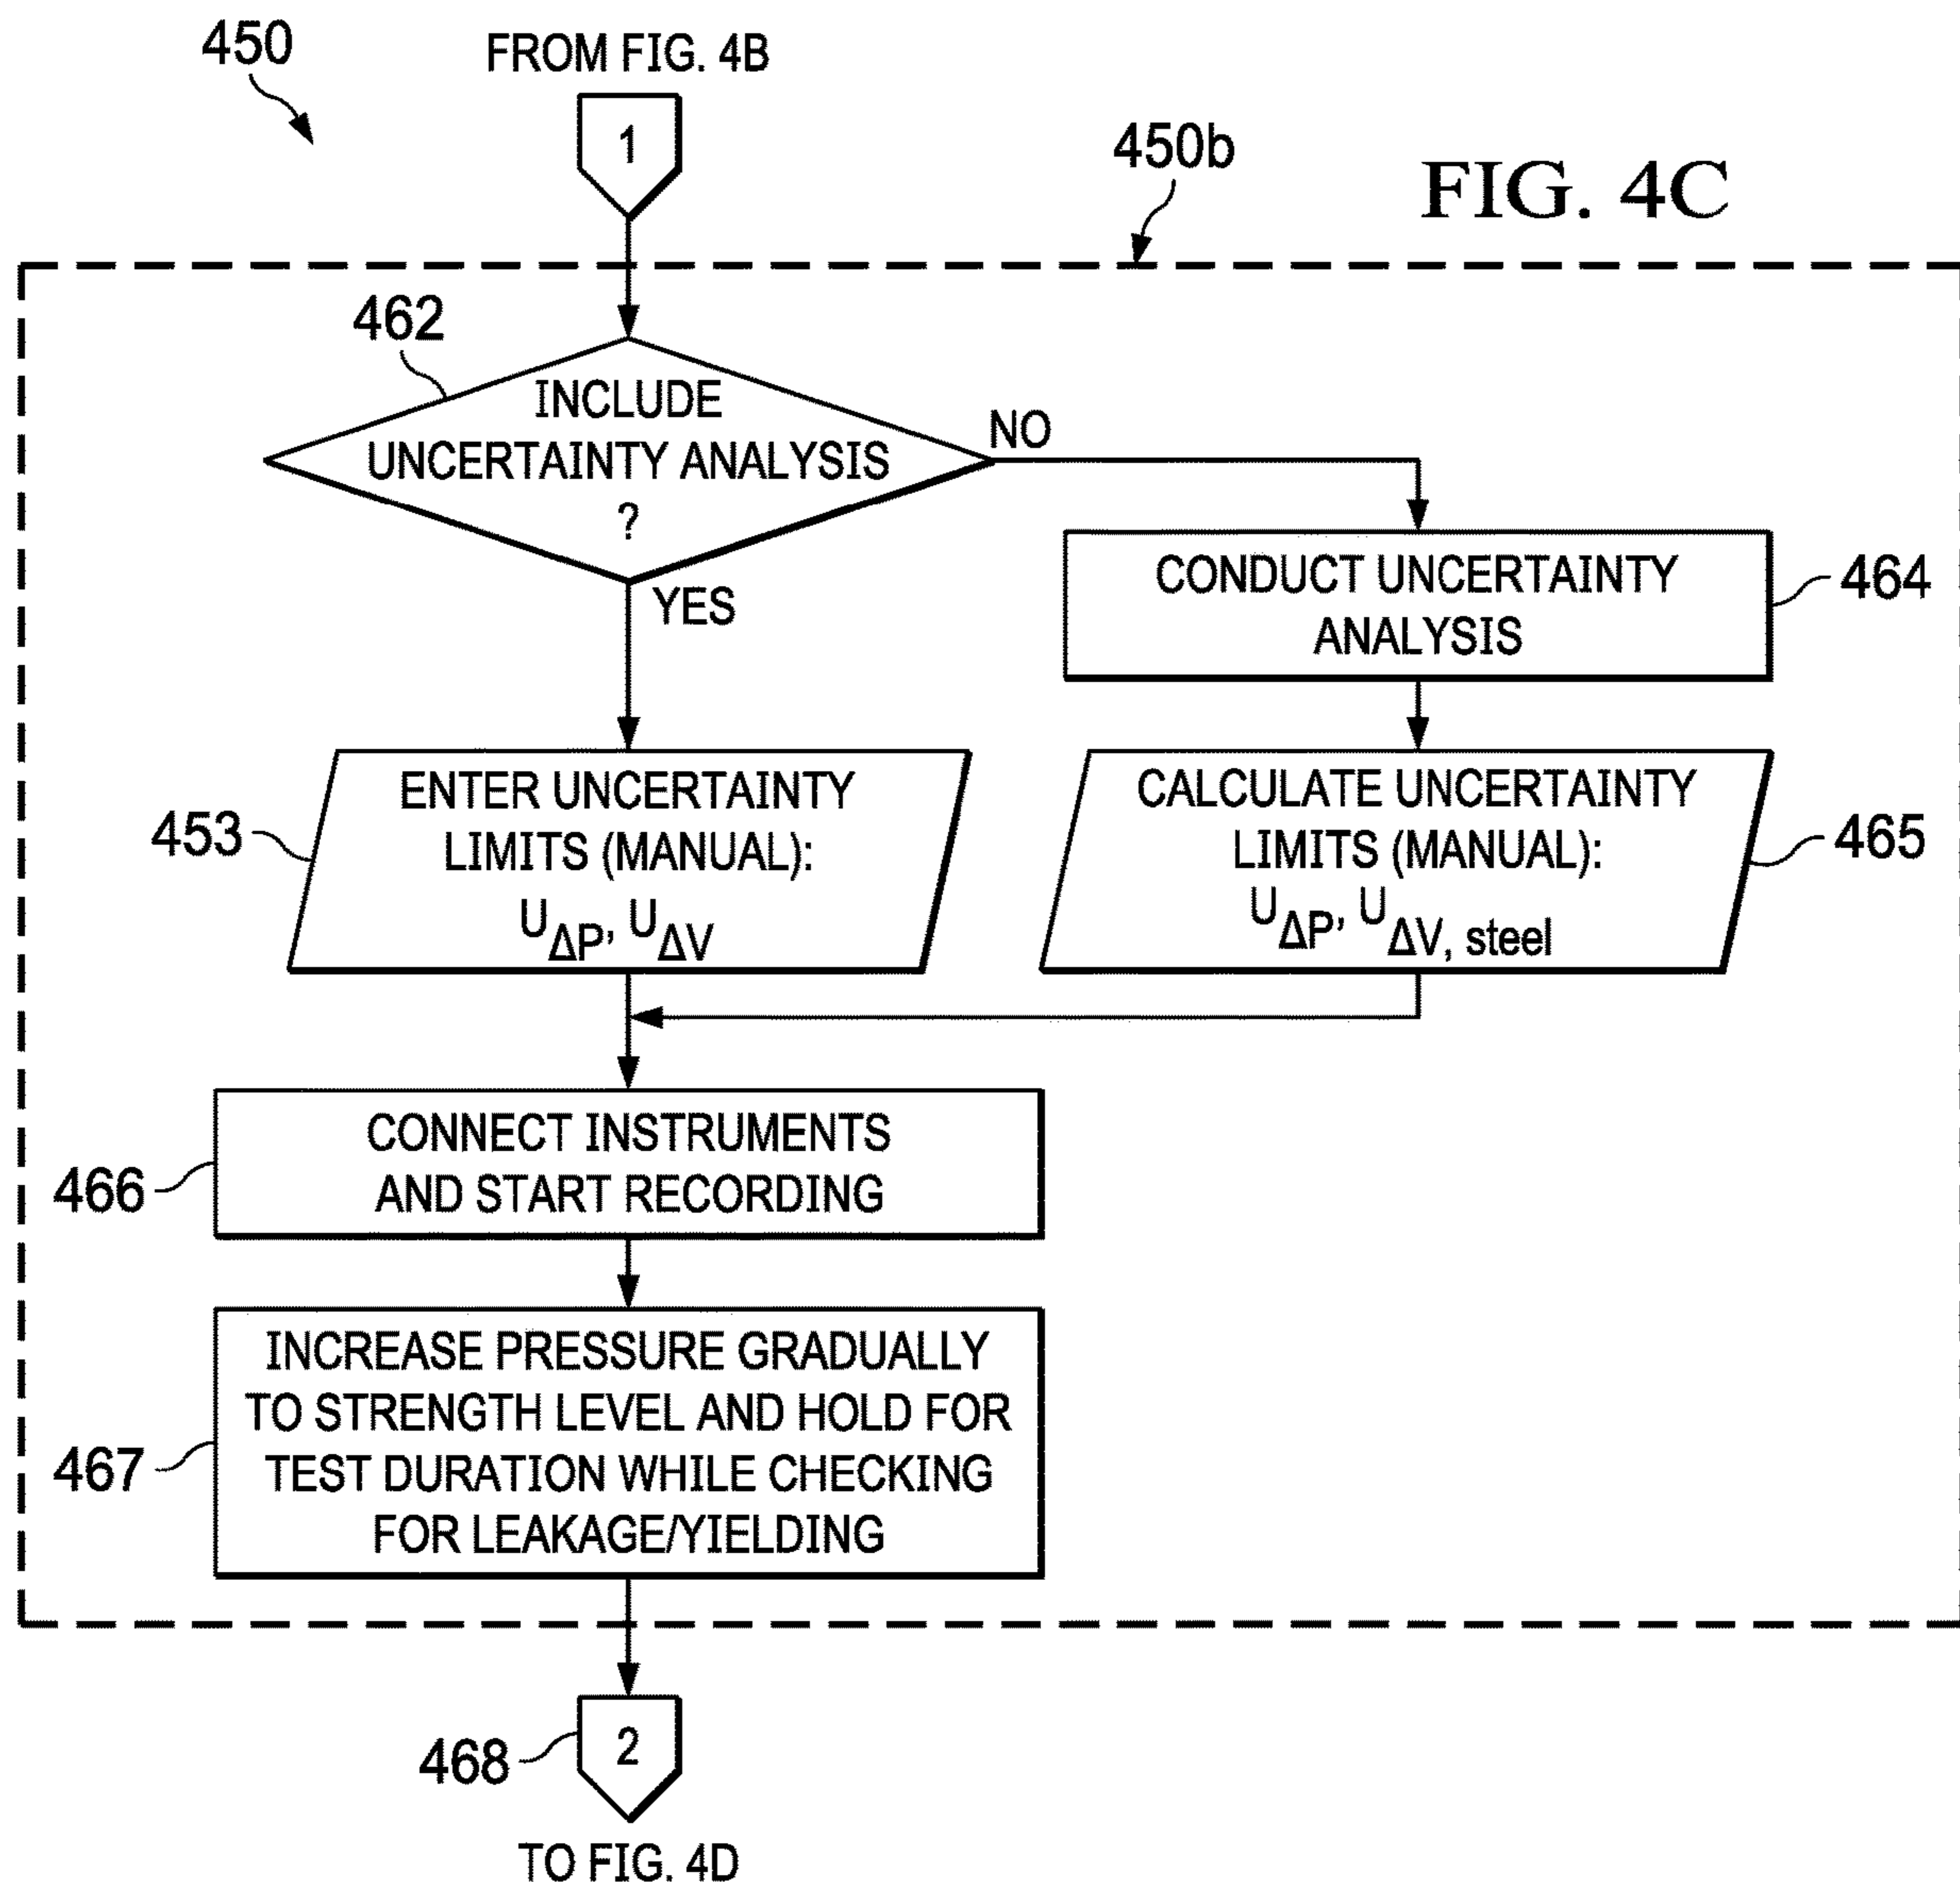 450
FROM FIG. 4B
1
450b
FIG. 4C
462
INCLUDE
UNCERTAINTY ANALYSIS
?
NO
YES
CONDUCT UNCERTAINTY
ANALYSIS
464
453
ENTER UNCERTAINTY
LIMITS (MANUAL):
UΔP, UΔV
CALCULATE UNCERTAINTY
LIMITS (MANUAL):
UΔP, UΔV, steel
465
466
CONNECT INSTRUMENTS
AND START RECORDING
467
INCREASE PRESSURE GRADUALLY
TO STRENGTH LEVEL AND HOLD FOR
TEST DURATION WHILE CHECKING
FOR LEAKAGE/YIELDING
468
2
TO FIG. 4D